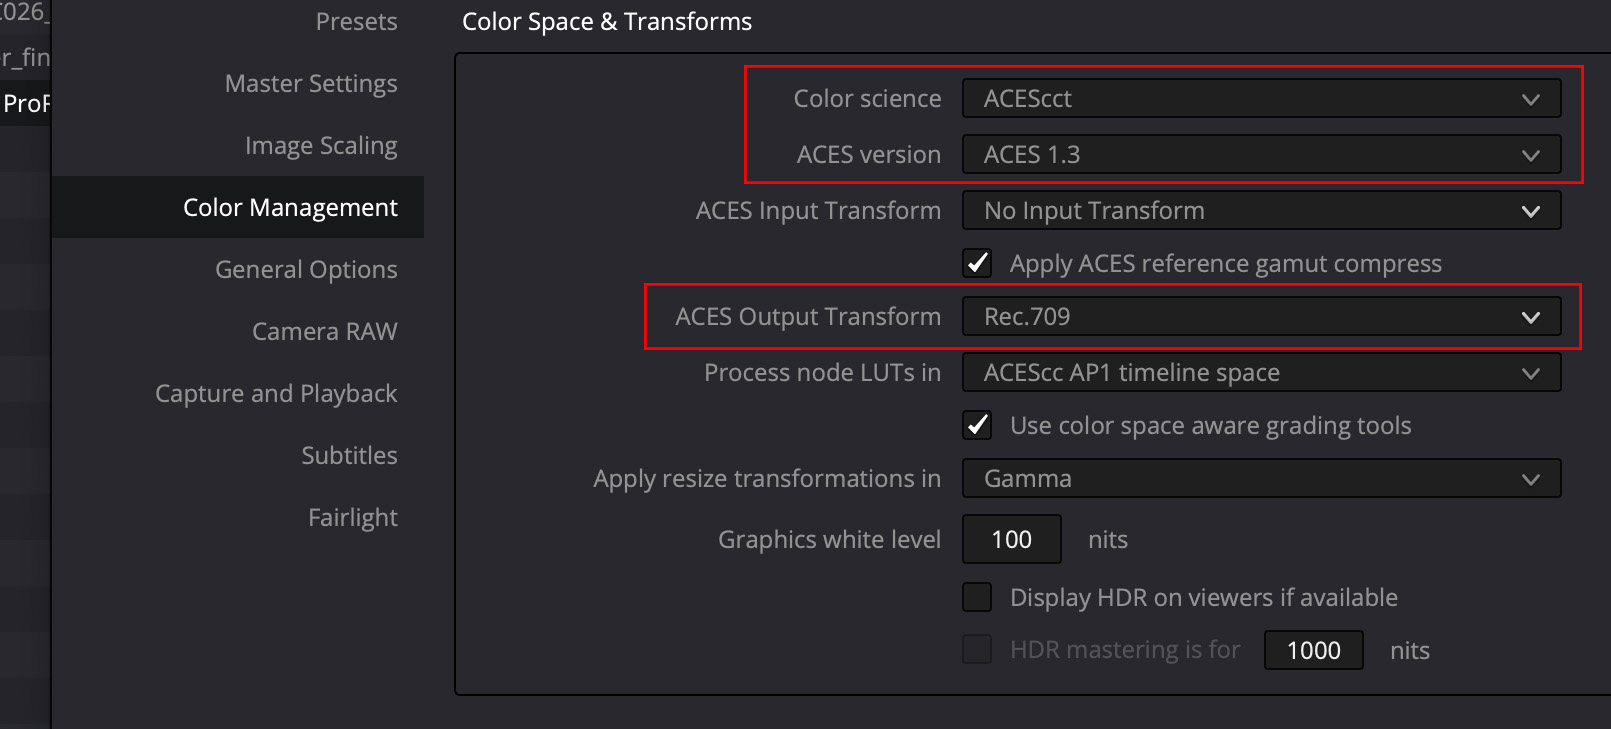 C026_
Presets
Color Space & Transforms
r_fin
Master Settings
Color science ACEScct
ProF
Image Scaling
ACES version ACES 1.3
Color Management
ACES Input Transform No Input Transform
General Options
Apply ACES reference gamut compress
Camera RAW
ACES Output Transform Rec.709
Capture and Playback
Process node LUTs in ACEScc AP1 timeline space
Use color space aware grading tools
Subtitles
Apply resize transformations in Gamma
Fairlight
Graphics white level 100 nits
Display HDR on viewers if available
HDR mastering is for 1000 nits